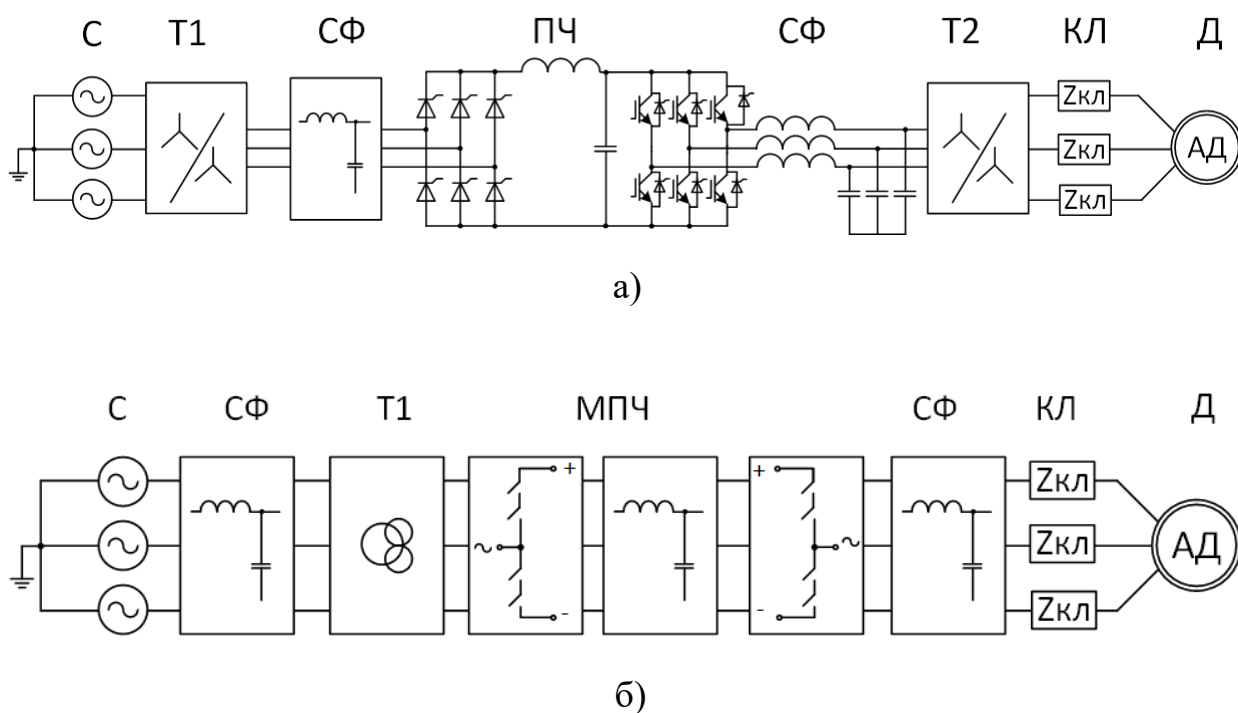 С Т1 СФ ПЧ СФ Т2 КЛ Д
Zкл
Zкл
Zкл
АД
а)
С СФ Т1 МПЧ СФ КЛ Д
+ +
Zкл
Zкл
Zкл
АД
- -
б)